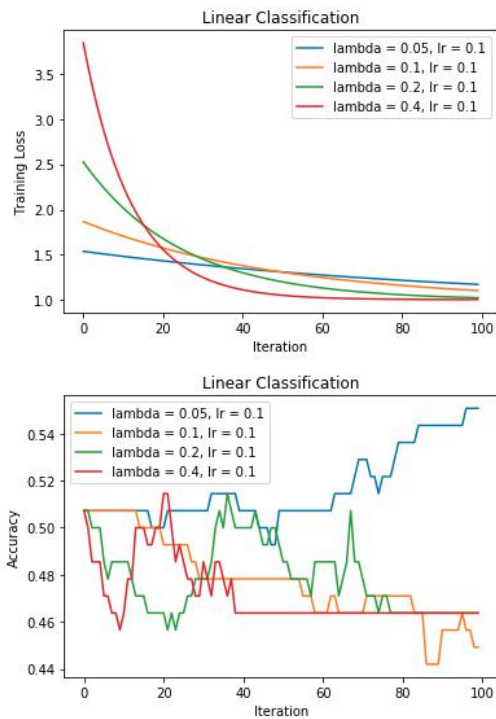 Linear Classification
lambda = 0.05, lr = 0.1
lambda = 0.1, lr = 0.1
lambda = 0.2, lr = 0.1
lambda = 0.4, lr = 0.1
3.5
3.0
2.5
2.0
1.5
1.0
Training Loss
0 20 40 60 80 100
Iteration
Linear Classification
lambda = 0.05, lr = 0.1
lambda = 0.1, lr = 0.1
lambda = 0.2, lr = 0.1
lambda = 0.4, lr = 0.1
0.54
0.52
0.50
0.48
0.46
0.44
Accuracy
0 20 40 60 80 100
Iteration